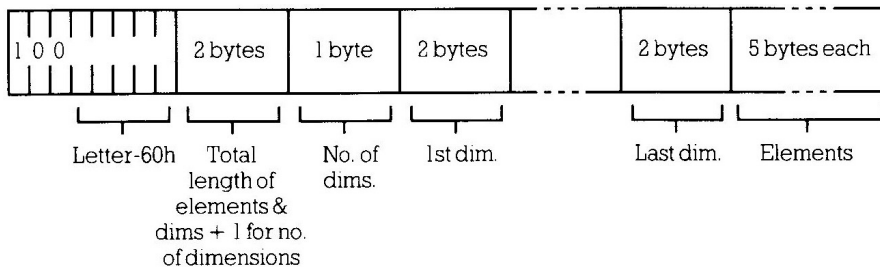 1 0 0
2 bytes
1 byte
2 bytes
2 bytes
5 bytes each
Letter-60h
Total
length of
elements &
dims + 1 for no.
of dimensions
No. of
dims.
1st dim.
Last dim.
Elements